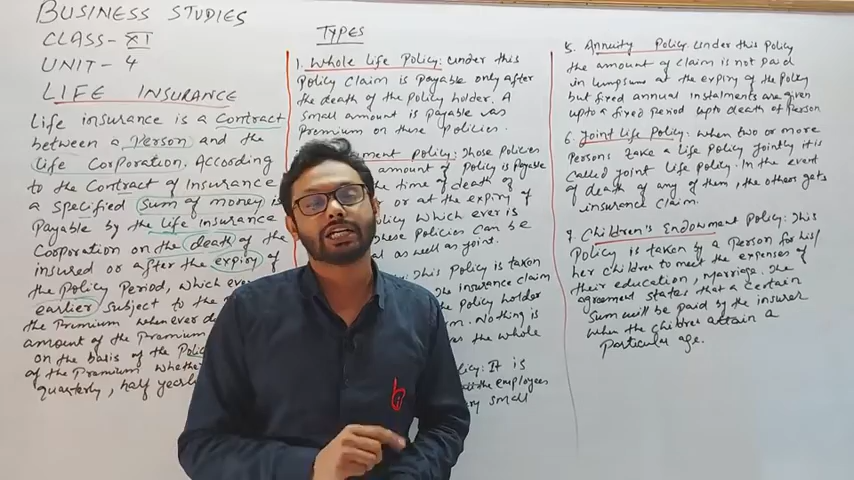 BUSINESS STUDIES
CLASS-XI
UNIT-4
LIFE INSURANCE
Life insurance is a contract
between a Person and the
life Corporation. According
to the Contract of Insurance
a specified sum of money is
Payable by the life insurance
Corporation on the death of the
insured or after the expiry of
the Policy Period, which ever
earlier subject to the
the Premium whenever
amount of the Premium
on the basis of the
of the Premium whether
quarterly, half
TYPES
1. Whole life Policy: under this
Policy claim is payable only after
the death of the Policy holder. A
small amount is payable as
Premium on these Policies.
ment Policy: Those Policies
amount of Policy is Payable
the time of death of
or at the expiry of
Policy which ever is
These Policies can be
as well as joint.
This Policy is taken
The insurance claim
the Policy holder
Nothing is
the whole
It is
the employees
small
5. Annuity Policy. Under this Policy
the amount of claim is not paid
in lumpsum at the expiry of the Policy
but fixed annual instalments are given
upto a fixed period upto death of Person
6. Joint life Policy: when two or more
Persons take a life Policy jointly it is
called joint life Policy. In the event
of death of any of them, the others gets
insurance claim.
7. Children's Endowment Policy: This
Policy is taken by a Person for his/
her children to meet the expenses of
their education, marriage. The
agreement states that a certain
sum will be paid by the insurer
when the children attain a
particular age.